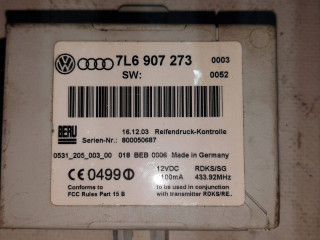 7L6 907 273 0003
SW: 0052
BERU 16.12.03 Reifendruck-Kontrolle
Serien-Nr.: 800050687
0531_205_003_00 018 BEB 0006 Made in Germany
CE 0499 12VDC RDKS/SG
100mA 433.92MHz
Conforms to to be used in conjunction
FCC Rules Part 15 B with transmitter RDKS/RE..